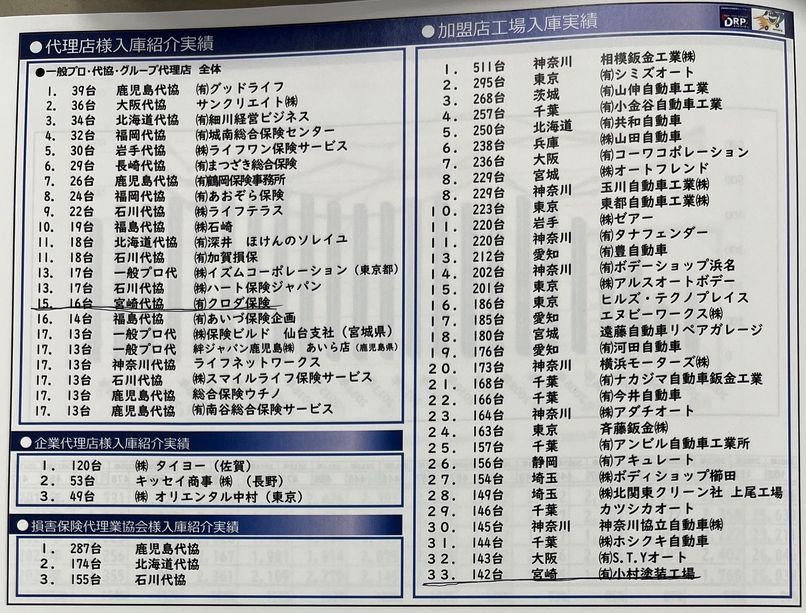 ●代理店様入庫紹介実績
●一般プロ・代協・グループ代理店 全体
1. 39台 鹿児島代協 ㈲グッドライフ
2. 36台 大阪代協 サンクリエイト㈱
3. 34台 北海道代協 ㈲細川経営ビジネス
4. 32台 福岡代協 ㈲城南総合保険センター
5. 30台 岩手代協 ㈱ライフワン保険サービス
6. 29台 長崎代協 ㈲まつざき総合保険
7. 26台 鹿児島代協 ㈲鶴岡保険事務所
8. 24台 福岡代協 ㈲あおぞら保険
9. 22台 石川代協 ㈱ライフテラス
10. 19台 福島代協 ㈱石崎
11. 18台 北海道代協 ㈲深井 ほけんのソレイユ
11. 18台 石川代協 ㈲加賀損保
13. 17台 一般プロ代 ㈱イズムコーポレーション（東京都）
13. 17台 石川代協 ㈱ハート保険ジャパン
15. 16台 宮崎代協 ㈲クロダ保険
16. 14台 福島代協 ㈲あいづ保険企画
17. 13台 一般プロ代 ㈱保険ビルド 仙台支社（宮城県）
17. 13台 一般プロ代 絆ジャパン鹿児島㈱ あいら店（鹿児島県）
17. 13台 神奈川代協 ライフネットワークス
17. 13台 石川代協 ㈱スマイルライフ保険サービス
17. 13台 鹿児島代協 総合保険ウチノ
17. 13台 鹿児島代協 ㈲南谷総合保険サービス
●企業代理店様入庫紹介実績
1. 120台 ㈱ タイヨー（佐賀）
2. 53台 キッセイ商事 ㈱ （長野）
3. 49台 ㈱ オリエンタル中村（東京）
●損害保険代理業協会様入庫紹介実績
1. 287台 鹿児島代協
2. 174台 北海道代協
3. 155台 石川代協
●加盟店工場入庫実績
DRP
1. 511台 神奈川 相模鈑金工業㈱
2. 295台 東京 ㈲シミズオート
3. 268台 茨城 ㈲山伸自動車工業
4. 257台 千葉 ㈲小金谷自動車工業
5. 250台 北海道 ㈲共和自動車
6. 238台 兵庫 ㈱山田自動車
7. 236台 大阪 ㈲コーワコポレーション
8. 229台 宮城 ㈱オートフレンド
8. 229台 神奈川 玉川自動車工業㈱
10. 223台 東京 東都自動車工業㈱
11. 220台 岩手 ㈱ゼアー
11. 220台 神奈川 ㈲タナフェンダー
13. 212台 愛知 ㈲豊自動車
14. 202台 神奈川 ㈲ボデーショップ浜名
15. 201台 東京 ㈱アルスオートボデー
16. 186台 東京 ヒルズ・テクノプレイス
17. 185台 愛知 エヌビーワークス㈱
18. 180台 宮城 遠藤自動車リペアガレージ
19. 176台 愛知 ㈲河田自動車
20. 173台 神奈川 横浜モーターズ㈱
21. 168台 千葉 ㈲ナカジマ自動車鈑金工業
22. 166台 千葉 ㈲今井自動車
23. 164台 神奈川 ㈱アダチオート
24. 163台 東京 斉藤鈑金㈱
25. 157台 千葉 ㈲アンビル自動車工業所
26. 156台 静岡 ㈲アキュレート
27. 154台 埼玉 ㈱ボディショップ櫛田
28. 149台 埼玉 ㈱北関東クリーン社 上尾工場
29. 146台 千葉 カツシカオート
30. 145台 神奈川 神奈川協立自動車㈱
31. 144台 千葉 ㈱ホシキク自動車
32. 143台 大阪 ㈲S.T.Yオート
33. 142台 宮崎 ㈲小村塗装工場